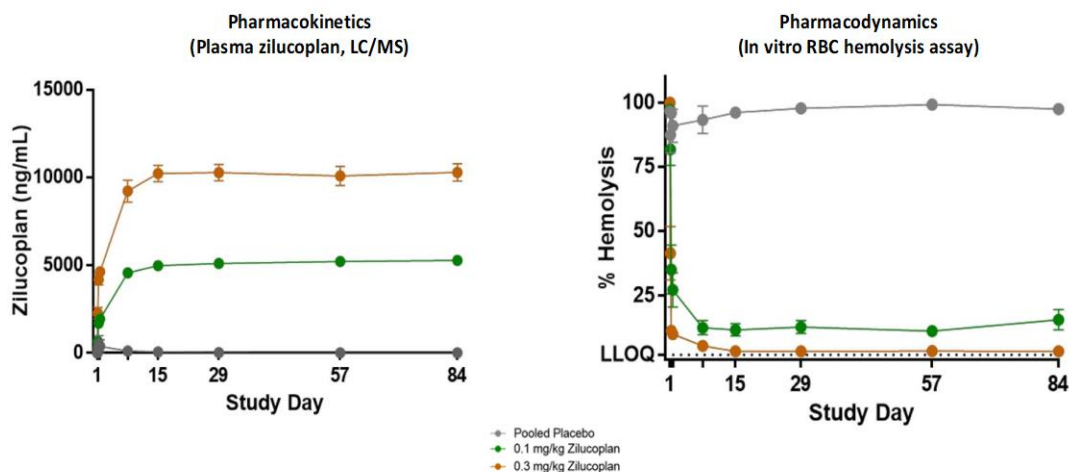 Pharmacokinetics
(Plasma zilucoplan, LC/MS)
Zilucoplan (ng/mL)
15000
10000
5000
0
1
15
29
57
84
Study Day
Pharmacodynamics
(In vitro RBC hemolysis assay)
% Hemolysis
100
75
50
25
LLOQ
1
15
29
57
84
Study Day
Pooled Placebo
0.1 mg/kg Zilucoplan
0.3 mg/kg Zilucoplan